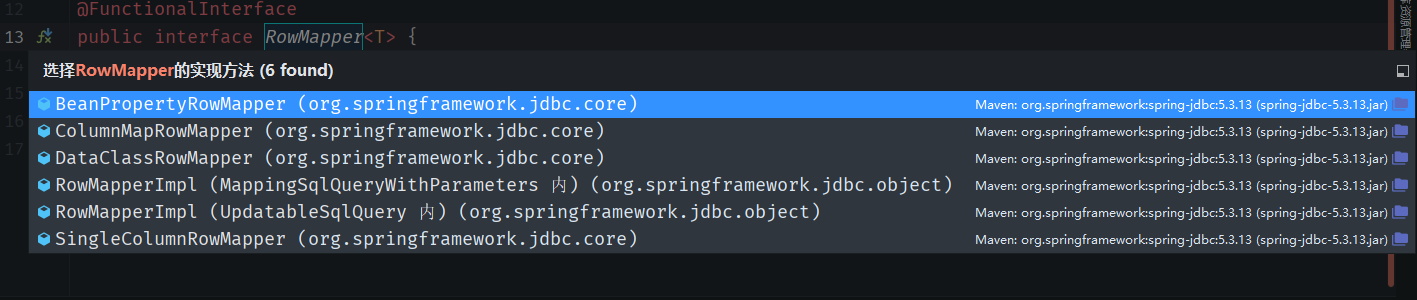 12 @FunctionalInterface
13 public interface RowMapper<T> {
14
选择RowMapper的实现方法 (6 found)
15
BeanPropertyRowMapper (org.springframework.jdbc.core) Maven: org.springframework:spring-jdbc:5.3.13 (spring-jdbc-5.3.13.jar)
16
ColumnMapRowMapper (org.springframework.jdbc.core) Maven: org.springframework:spring-jdbc:5.3.13 (spring-jdbc-5.3.13.jar)
17
DataClassRowMapper (org.springframework.jdbc.core) Maven: org.springframework:spring-jdbc:5.3.13 (spring-jdbc-5.3.13.jar)
RowMapperImpl (MappingSqlQueryWithParameters 内) (org.springframework.jdbc.object) Maven: org.springframework:spring-jdbc:5.3.13 (spring-jdbc-5.3.13.jar)
RowMapperImpl (UpdatableSqlQuery 内) (org.springframework.jdbc.object) Maven: org.springframework:spring-jdbc:5.3.13 (spring-jdbc-5.3.13.jar)
SingleColumnRowMapper (org.springframework.jdbc.core) Maven: org.springframework:spring-jdbc:5.3.13 (spring-jdbc-5.3.13.jar)
资源管理